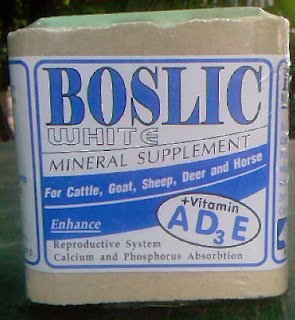 BOSLIC
WHITE
MINERAL SUPPLEMENT
For Cattle, Goat, Sheep, Deer and Horse
+Vitamin
AD3E
Enhance
Reproductive System
Calcium and Phosphorus Absorbtion